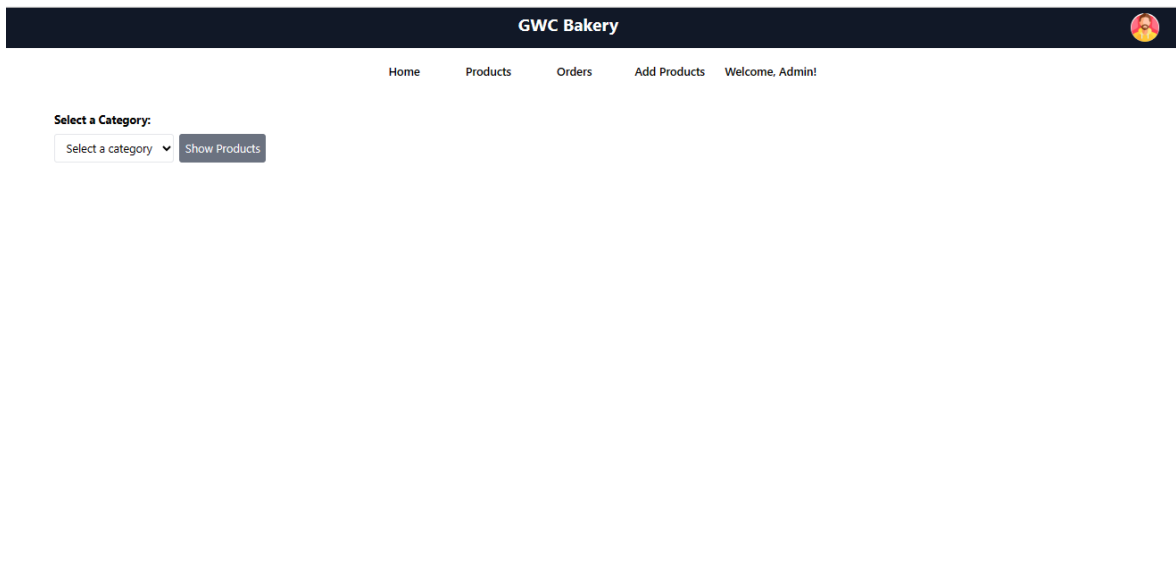 GWC Bakery
Home Products Orders Add Products Welcome, Admin!
Select a Category:
Select a category Show Products